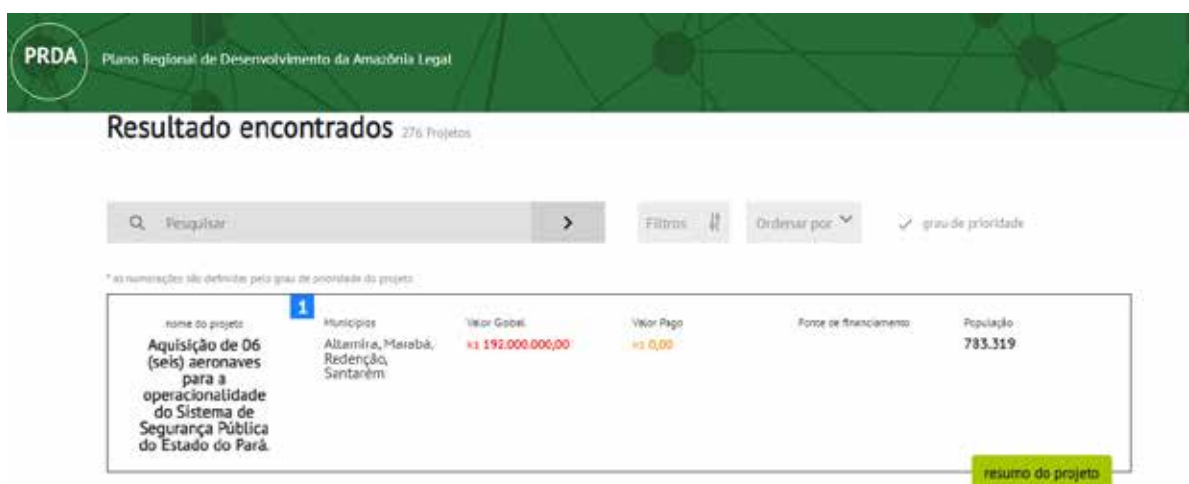 PRDA
Plano Regional de Desenvolvimento da Amazônia Legal
Resultado encontrados 276 Projetos
Pesquisar
Filtros
Ordenar por
grau de prioridade
* as numerações são definidas pelo grau de prioridade do projeto
1
nome do projeto
Aquisição de 06
(seis) aeronaves
para a
operacionalidade
do Sistema de
Segurança Pública
do Estado do Pará.
Municípios
Altamira, Marabá,
Redenção,
Santarém
Valor Global
R$ 192.000.000,00
Valor Pago
R$ 0,00
Fonte de financiamento
População
783.319
resumo do projeto